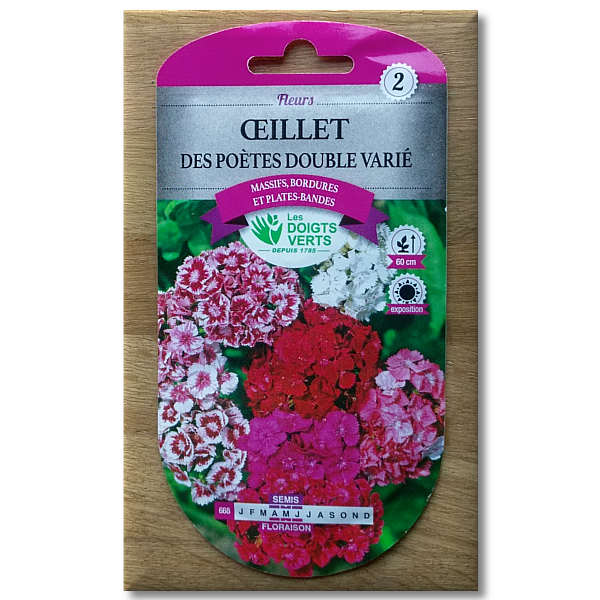 2
Fleurs
ŒILLET
DES POÈTES DOUBLE VARIÉ
MASSIFS, BORDURES
ET PLATES-BANDES
Les
DOIGTS
VERTS
DEPUIS 1785
60 cm
exposition
SEMIS
668 J F M A M J J A S O N D
FLORAISON